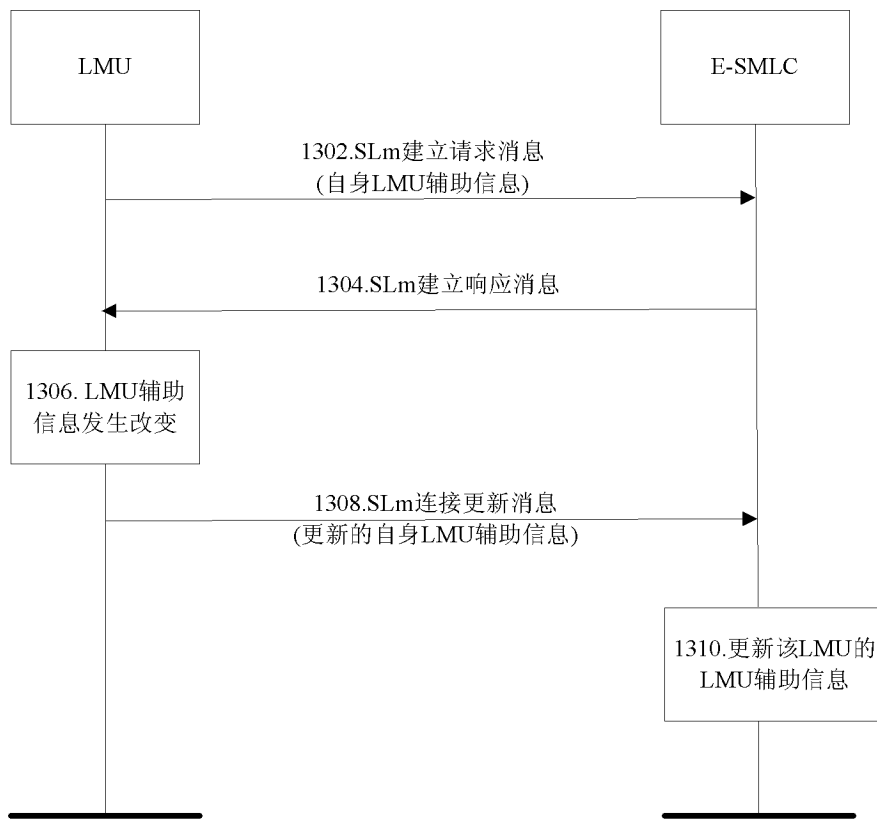 LMU
E-SMLC
1302.SLm建立请求消息
(自身LMU辅助信息)
1304.SLm建立响应消息
1306. LMU辅助
信息发生改变
1308.SLm连接更新消息
(更新的自身LMU辅助信息)
1310.更新该LMU的
LMU辅助信息